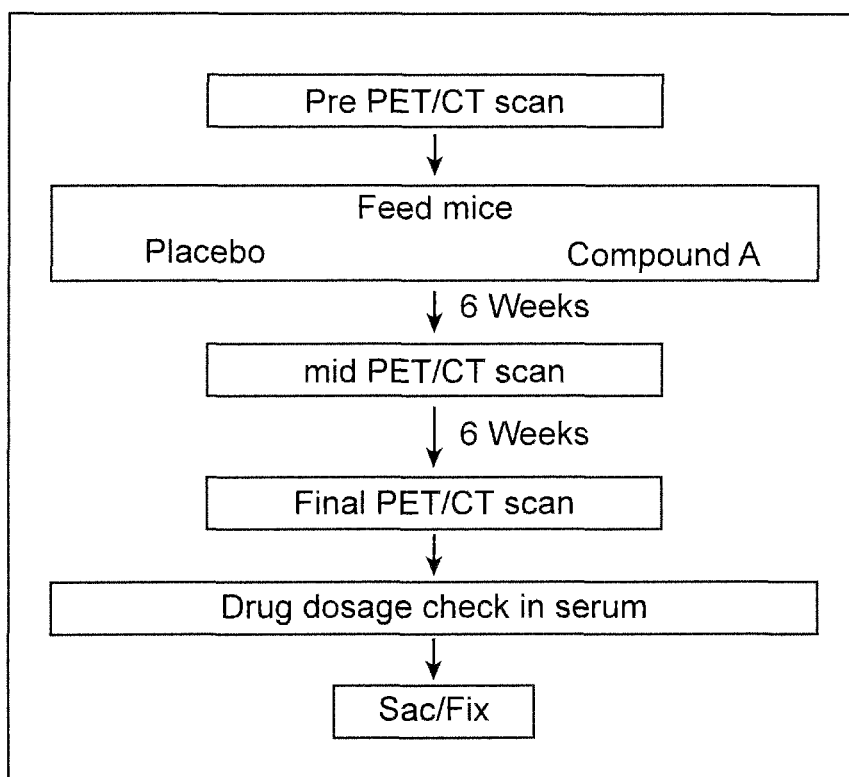 Pre PET/CT scan
Feed mice
Placebo Compound A
6 Weeks
mid PET/CT scan
6 Weeks
Final PET/CT scan
Drug dosage check in serum
Sac/Fix